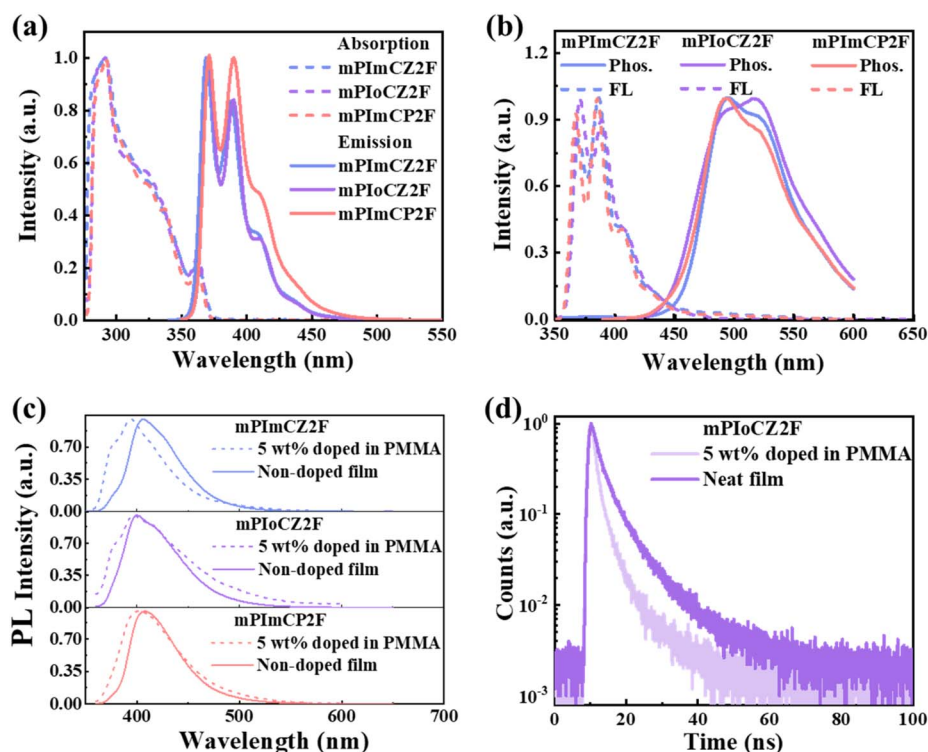 (a)
Absorption
mPImCZ2F
mPIoCZ2F
mPImCP2F
Emission
mPImCZ2F
mPIoCZ2F
mPImCP2F
Intensity (a.u.)
1.0
0.8
0.6
0.4
0.2
0.0
300 350 400 450 500 550
Wavelength (nm)
(b)
mPImCZ2F mPIoCZ2F mPImCP2F
Phos. Phos. Phos.
FL FL FL
Intensity (a.u.)
1.2
0.9
0.6
0.3
0.0
350 400 450 500 550 600 650
Wavelength (nm)
(c)
PL Intensity (a.u.)
mPImCZ2F
5 wt% doped in PMMA
Non-doped film
0.70
0.35
0.00
mPIoCZ2F
5 wt% doped in PMMA
Non-doped film
0.70
0.35
0.00
mPImCP2F
5 wt% doped in PMMA
Non-doped film
0.70
0.35
0.00
400 500 600 700
Wavelength (nm)
(d)
mPIoCZ2F
5 wt% doped in PMMA
Neat film
Counts (a.u.)
10⁰
10⁻¹
10⁻²
10⁻³
0 20 40 60 80 100
Time (ns)